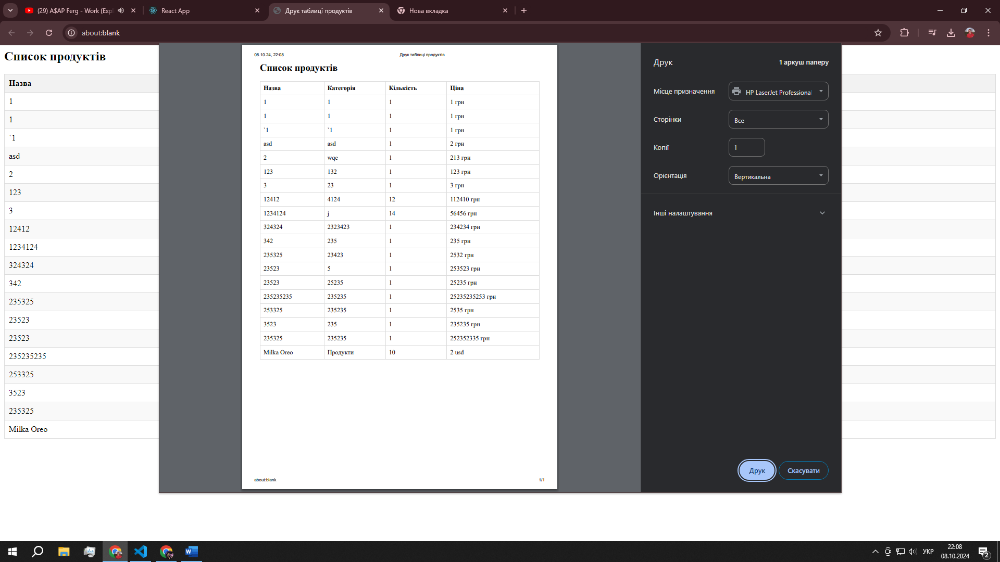 (29) A$AP Ferg - Work (Exp
React App
Друк таблиці продуктів
Нова вкладка
about:blank
Список продуктів
Назва
1
1
`1
asd
2
123
3
12412
1234124
324324
342
235325
23523
23523
235235235
253325
3523
235325
Milka Oreo
08.10.24, 22:08 Друк таблиці продуктів
Список продуктів
Назва Категорія Кількість Ціна
1 1 1 1 грн
1 1 1 1 грн
`1 `1 1 1 грн
asd asd 1 2 грн
2 wqe 1 213 грн
123 132 1 123 грн
3 23 1 3 грн
12412 4124 12 112410 грн
1234124 j 14 56456 грн
324324 2323423 1 234234 грн
342 235 1 235 грн
235325 23423 1 2532 грн
23523 5 1 253523 грн
23523 25235 1 25235 грн
235235235 235235 1 25235235253 грн
253325 235235 1 2535 грн
3523 235 1 235235 грн
235325 235235 1 252352335 грн
Milka Oreo Продукти 10 2 usd
about:blank 1/1
Друк 1 аркуш паперу
Місце призначення HP LaserJet Professional
Сторінки Все
Копії 1
Орієнтація Вертикальна
Інші налаштування
Друк Скасувати
УКР
22:08
08.10.2024
2